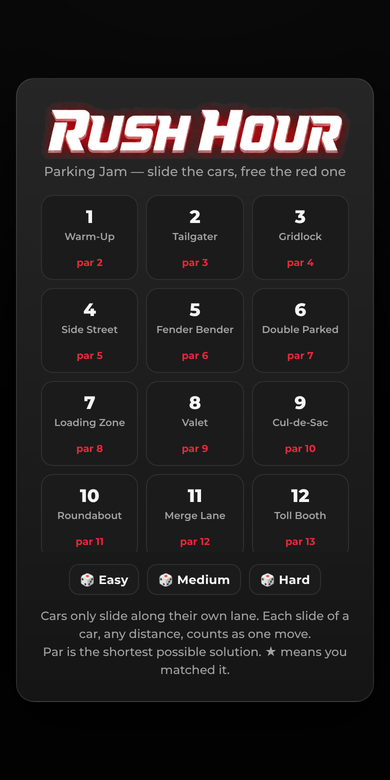 RUSH HOUR
Parking Jam — slide the cars, free the red one
1
Warm-Up
par 2
2
Tailgater
par 3
3
Gridlock
par 4
4
Side Street
par 5
5
Fender Bender
par 6
6
Double Parked
par 7
7
Loading Zone
par 8
8
Valet
par 9
9
Cul-de-Sac
par 10
10
Roundabout
par 11
11
Merge Lane
par 12
12
Toll Booth
par 13
🎲 Easy
🎲 Medium
🎲 Hard
Cars only slide along their own lane. Each slide of a
car, any distance, counts as one move.
Par is the shortest possible solution. ★ means you
matched it.